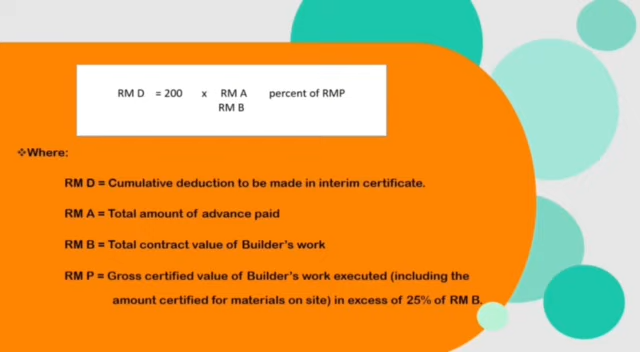 RM D = 200 x RM A percent of RMP
RM B
❖Where:
RM D = Cumulative deduction to be made in interim certificate.
RM A = Total amount of advance paid
RM B = Total contract value of Builder's work
RM P = Gross certified value of Builder's work executed (including the
amount certified for materials on site) in excess of 25% of RM B.